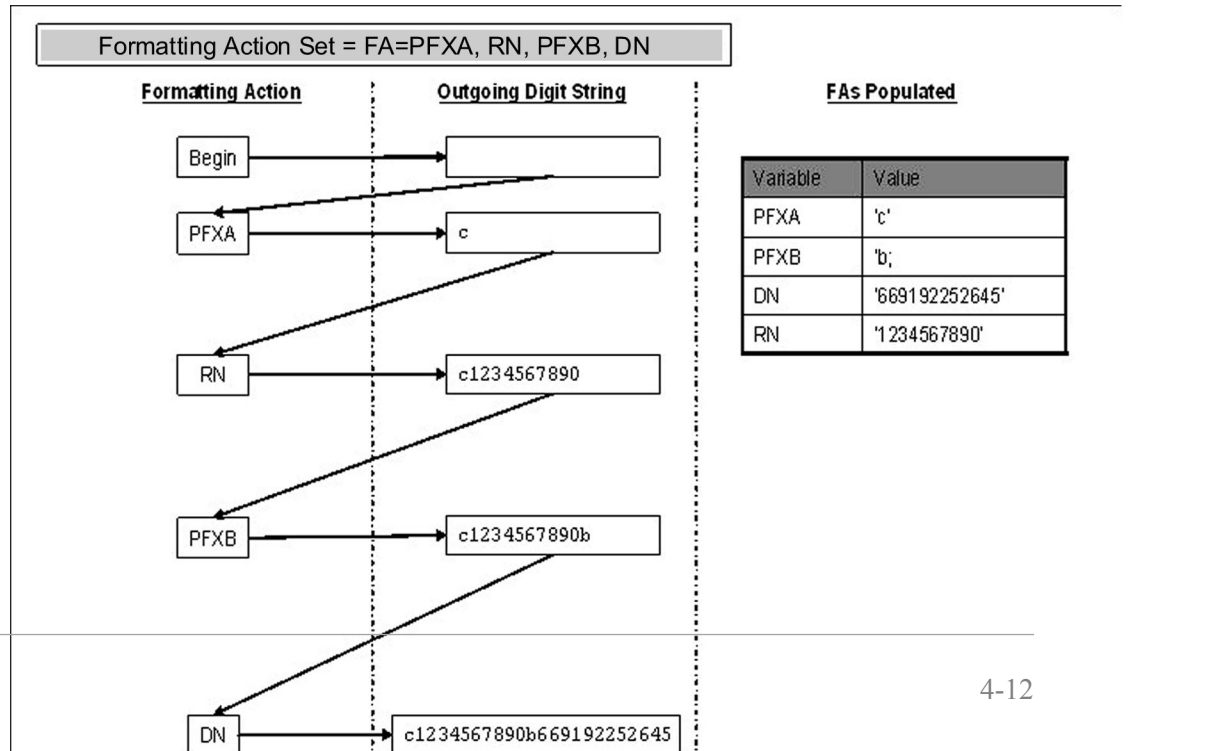 Formatting Action Set = FA=PFXA, RN, PFXB, DN
Formatting Action Outgoing Digit String FAs Populated
Begin
Variable Value
PFXA 'c'
PFXB 'b;
DN '669192252645'
RN '1234567890'
PFXA c
RN c1234567890
PFXB c1234567890b
4-12
DN c1234567890b669192252645